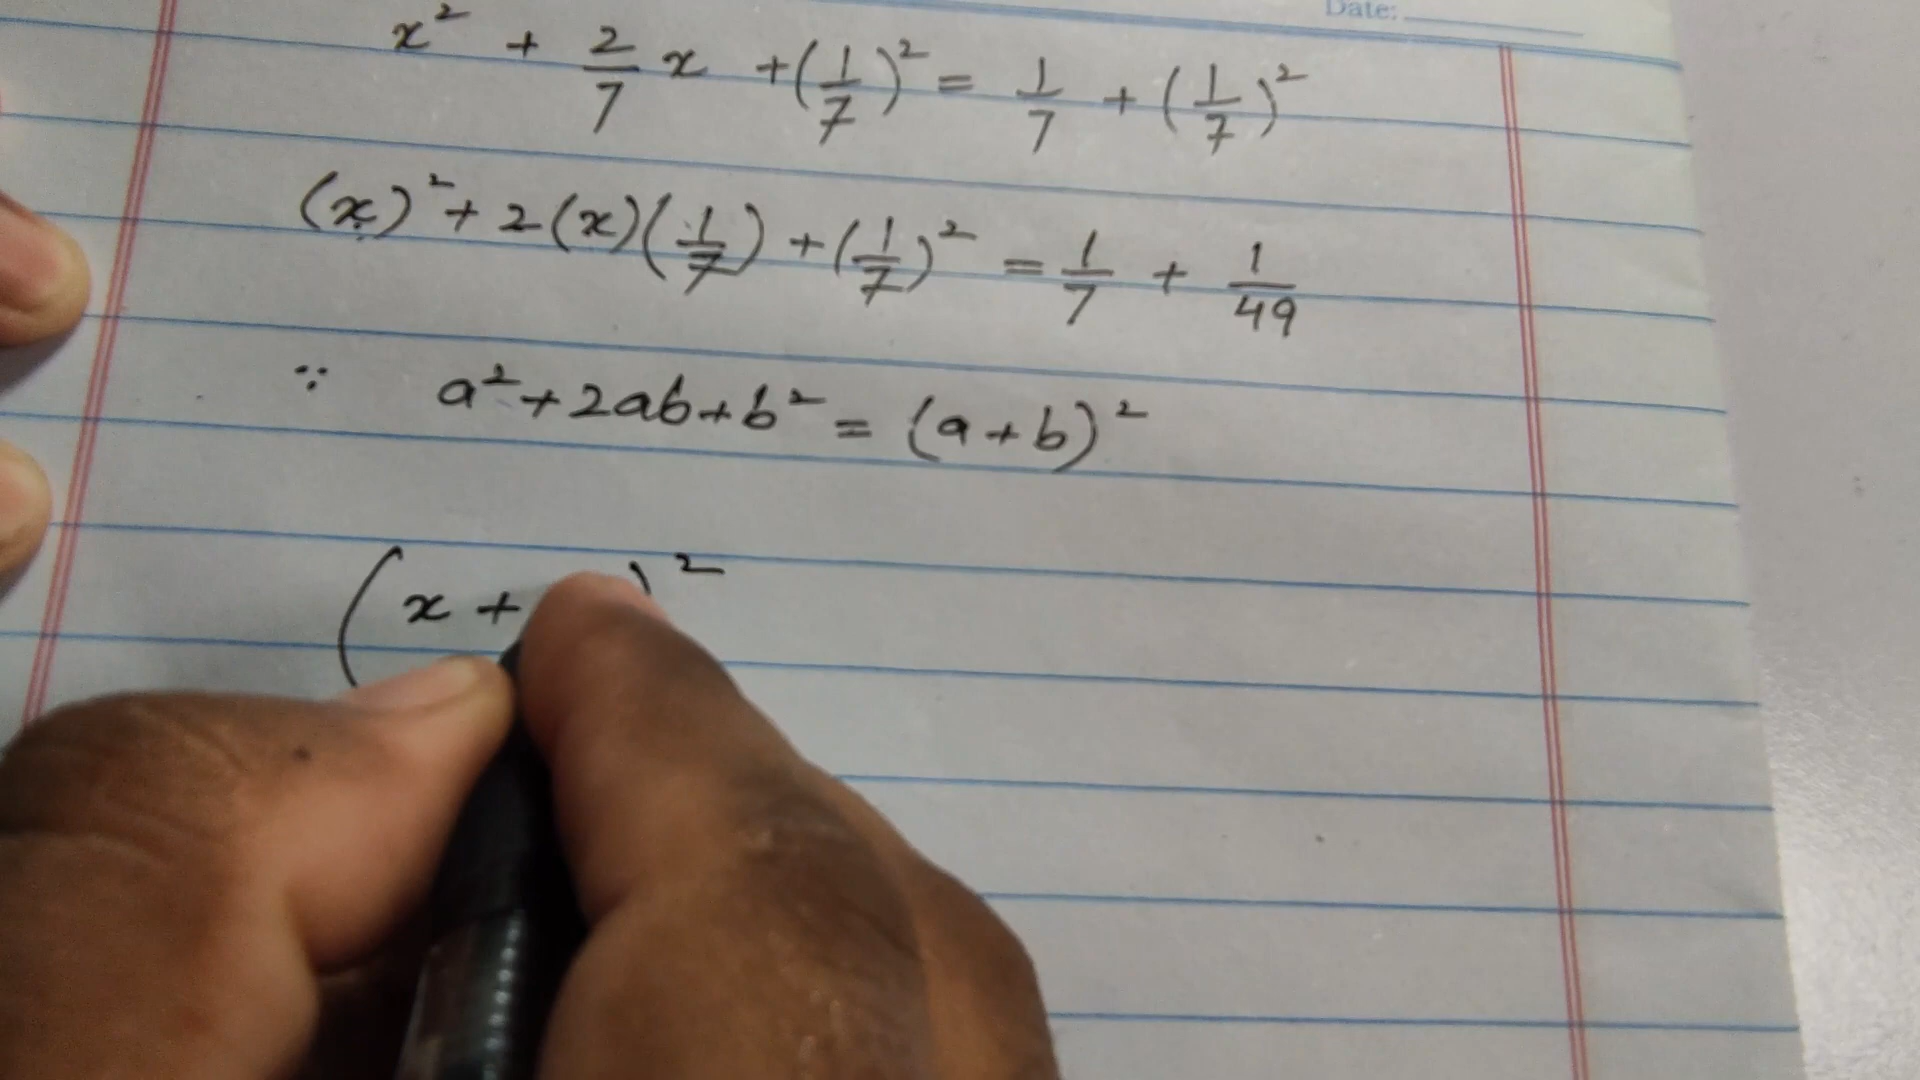 Date:
x² + 2/7 x + (1/7)² = 1/7 + (1/7)²
(x)² + 2(x)(1/7) + (1/7)² = 1/7 + 1/49
∵ a² + 2ab + b² = (a + b)²
(x + )²